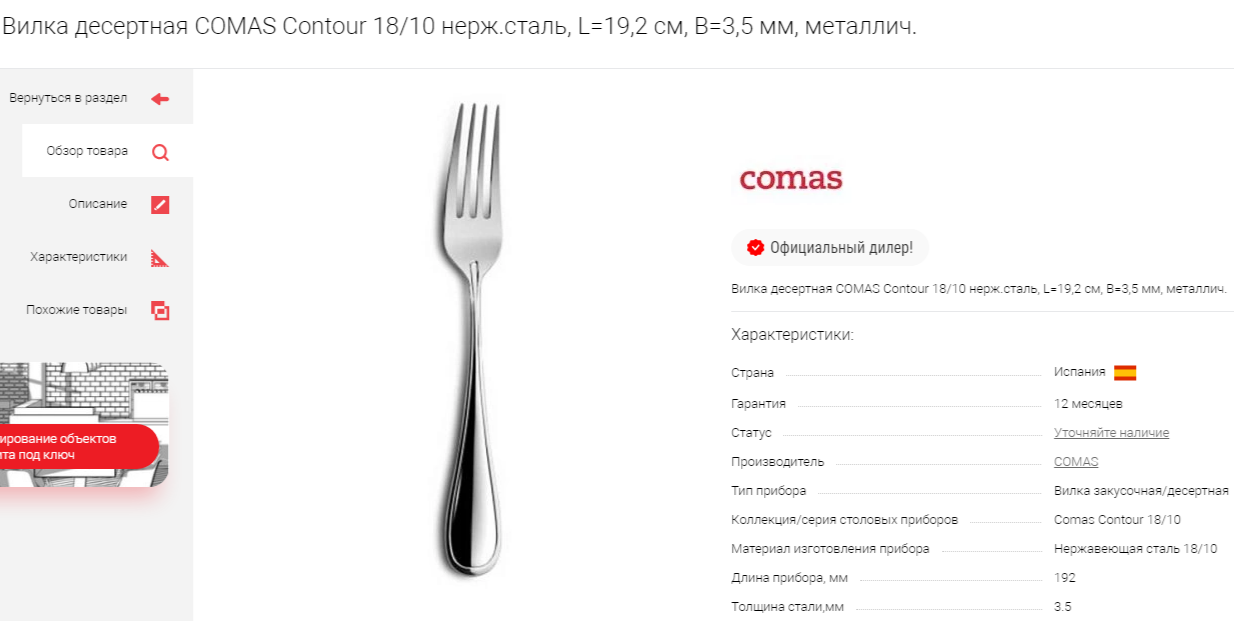 Вилка десертная COMAS Contour 18/10 нерж.сталь, L=19,2 см, B=3,5 мм, металлич.
Вернуться в раздел
Обзор товара
Описание
Характеристики
Похожие товары
ирование объектов
та под ключ
comas
Официальный дилер!
Вилка десертная COMAS Contour 18/10 нерж.сталь, L=19,2 см, B=3,5 мм, металлич.
Характеристики:
Страна Испания
Гарантия 12 месяцев
Статус Уточняйте наличие
Производитель COMAS
Тип прибора Вилка закусочная/десертная
Коллекция/серия столовых приборов Comas Contour 18/10
Материал изготовления прибора Нержавеющая сталь 18/10
Длина прибора, мм 192
Толщина стали,мм 3.5